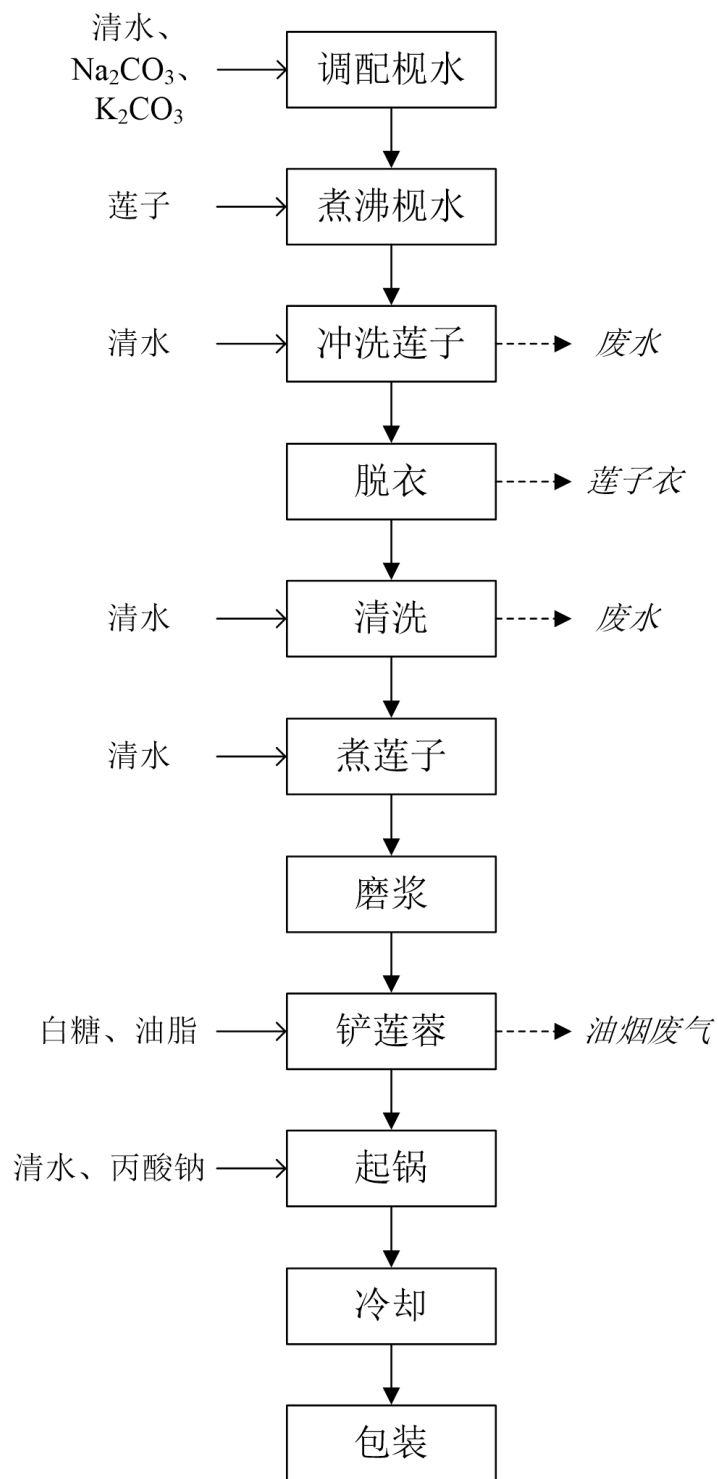 清水、
Na₂CO₃、
K₂CO₃
调配枧水
莲子
煮沸枧水
清水
冲洗莲子
废水
脱衣
莲子衣
清水
清洗
废水
清水
煮莲子
磨浆
白糖、油脂
铲莲蓉
油烟废气
清水、丙酸钠
起锅
冷却
包装